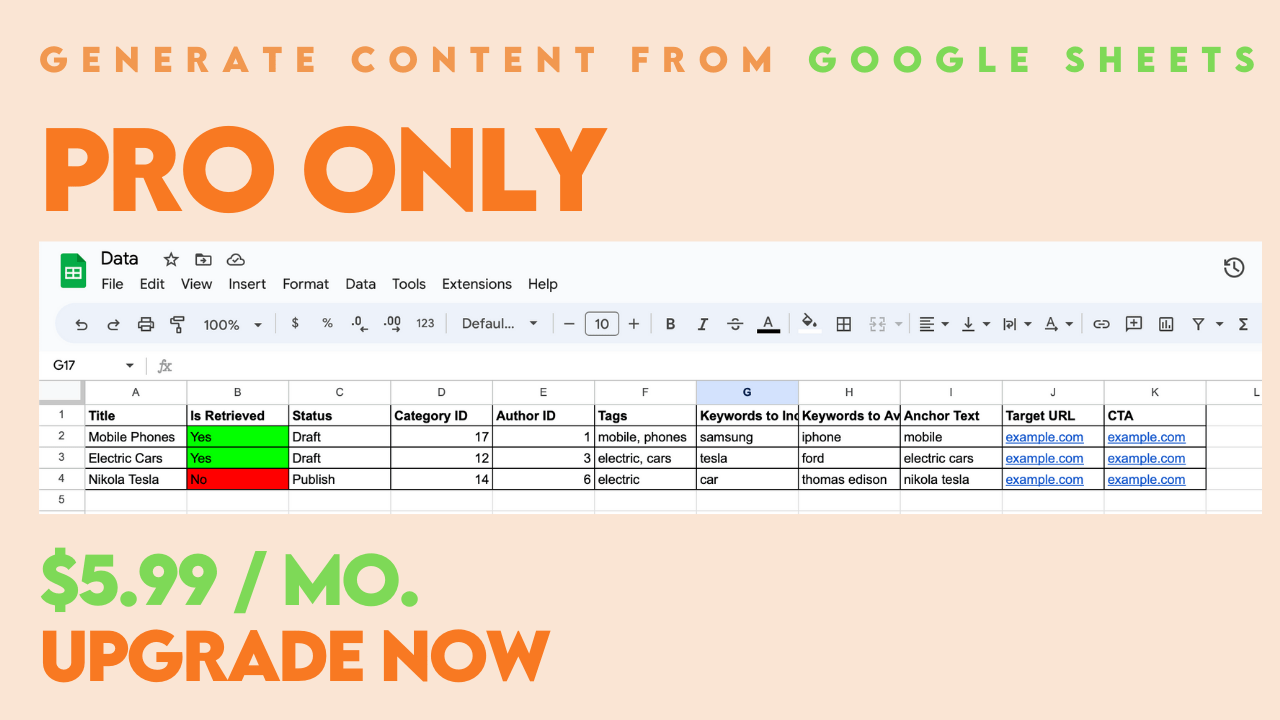 GENERATE CONTENT FROM GOOGLE SHEETS
PRO ONLY
Data
File Edit View Insert Format Data Tools Extensions Help
100% $ % .0 .00 123 Defaul... − 10 + B I S A A Σ
G17 fx
A B C D E F G H I J K L
1 Title Is Retrieved Status Category ID Author ID Tags Keywords to Inc Keywords to Av Anchor Text Target URL CTA
2 Mobile Phones Yes Draft 17 1 mobile, phones samsung iphone mobile example.com example.com
3 Electric Cars Yes Draft 12 3 electric, cars tesla ford electric cars example.com example.com
4 Nikola Tesla No Publish 14 6 electric car thomas edison nikola tesla example.com example.com
5
$5.99 / MO.
UPGRADE NOW